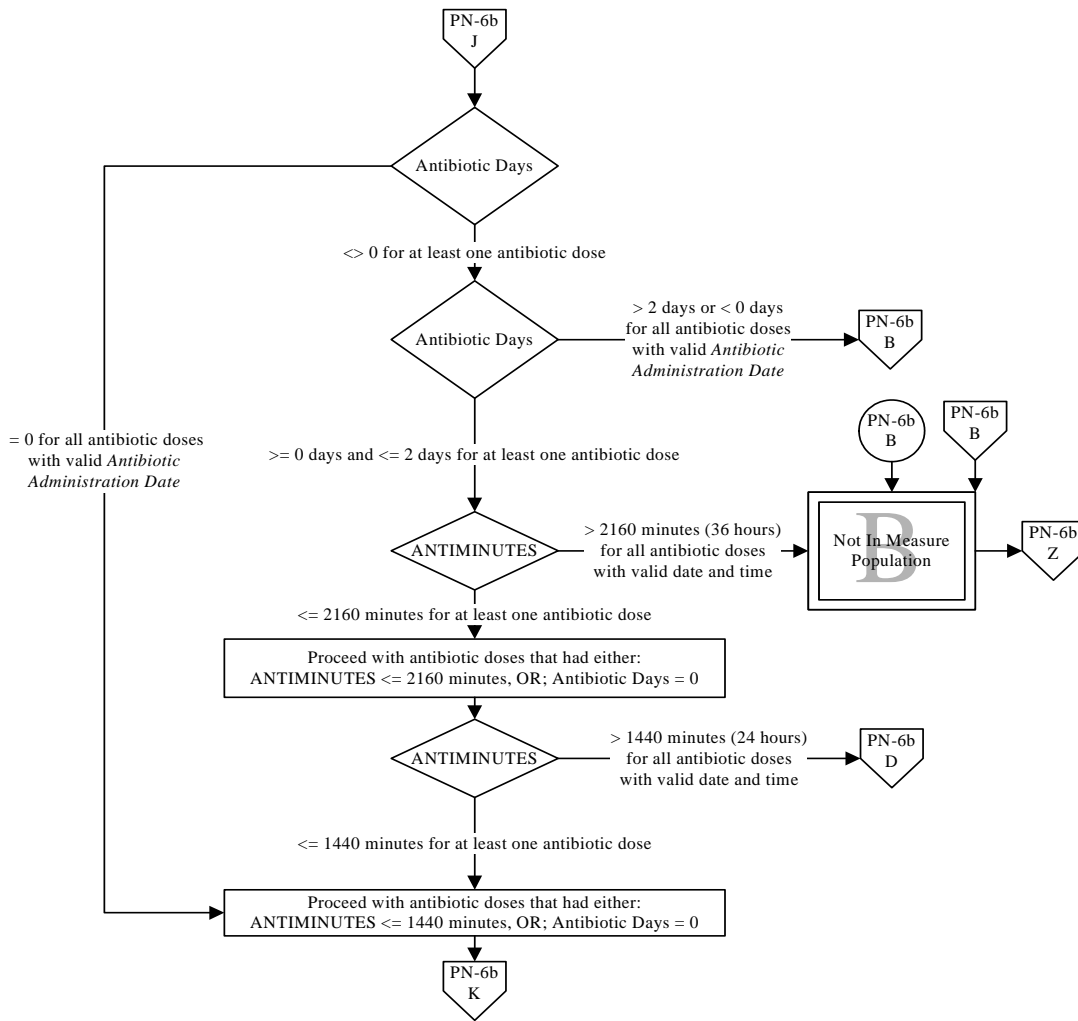 PN-6b
J
Antibiotic Days
<> 0 for at least one antibiotic dose
Antibiotic Days
> 2 days or < 0 days
for all antibiotic doses
with valid Antibiotic
Administration Date
PN-6b
B
= 0 for all antibiotic doses
with valid Antibiotic
Administration Date
>= 0 days and <= 2 days for at least one antibiotic dose
PN-6b
B
PN-6b
B
ANTIMINUTES
> 2160 minutes (36 hours)
for all antibiotic doses
with valid date and time
B
Not In Measure
Population
PN-6b
Z
<= 2160 minutes for at least one antibiotic dose
Proceed with antibiotic doses that had either:
ANTIMINUTES <= 2160 minutes, OR; Antibiotic Days = 0
ANTIMINUTES
> 1440 minutes (24 hours)
for all antibiotic doses
with valid date and time
PN-6b
D
<= 1440 minutes for at least one antibiotic dose
Proceed with antibiotic doses that had either:
ANTIMINUTES <= 1440 minutes, OR; Antibiotic Days = 0
PN-6b
K